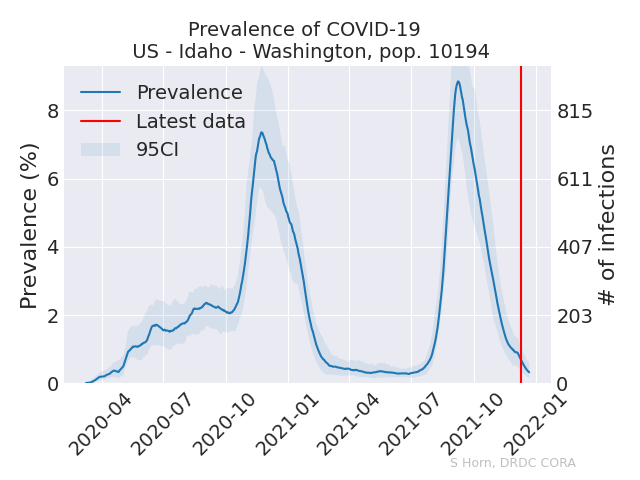 Prevalence of COVID-19
US - Idaho - Washington, pop. 10194
Prevalence
Latest data
95CI
Prevalence (%)
8
6
4
2
0
815
611
407
203
0
# of infections
2020-04
2020-07
2020-10
2021-01
2021-04
2021-07
2021-10
2022-01
S Horn, DRDC CORA